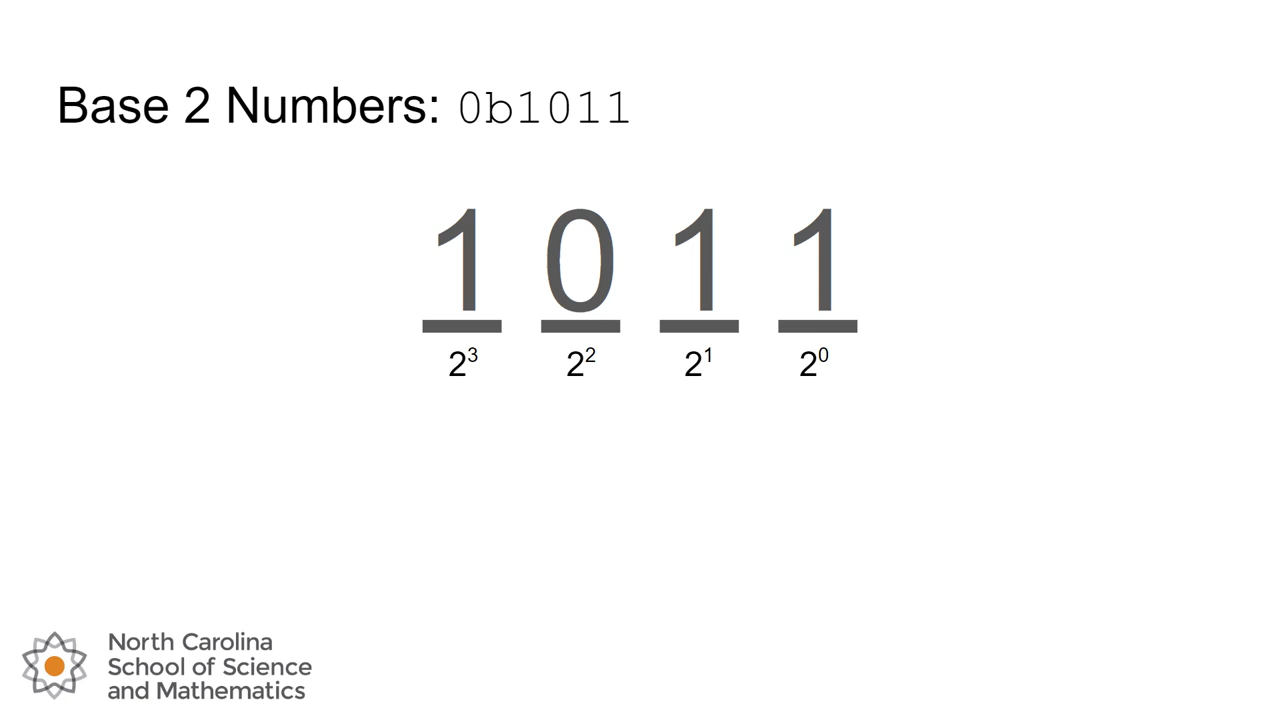 Base 2 Numbers: 0b1011
1 0 1 1
2³ 2² 2¹ 2⁰
North Carolina
School of Science
and Mathematics